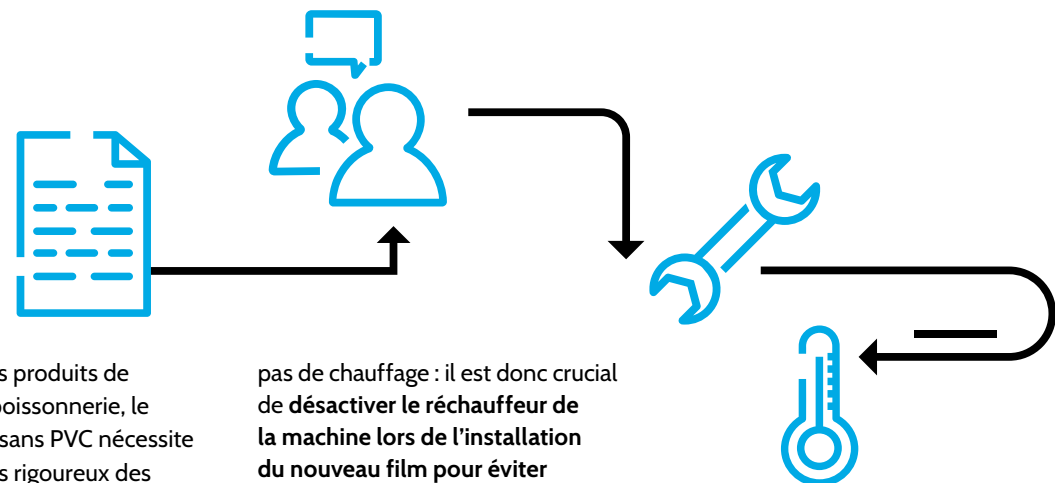 s produits de
poissonnerie, le
sans PVC nécessite
s rigoureux des
pas de chauffage : il est donc crucial
de désactiver le réchauffeur de
la machine lors de l’installation
du nouveau film pour éviter